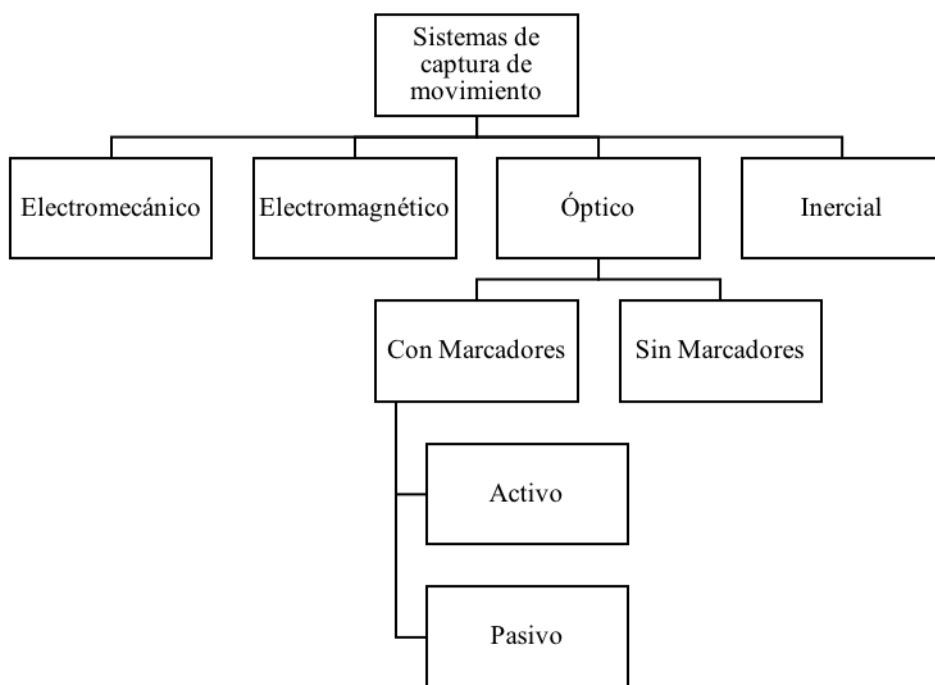 Sistemas de
captura de
movimiento
Electromecánico
Electromagnético
Óptico
Inercial
Con Marcadores
Sin Marcadores
Activo
Pasivo